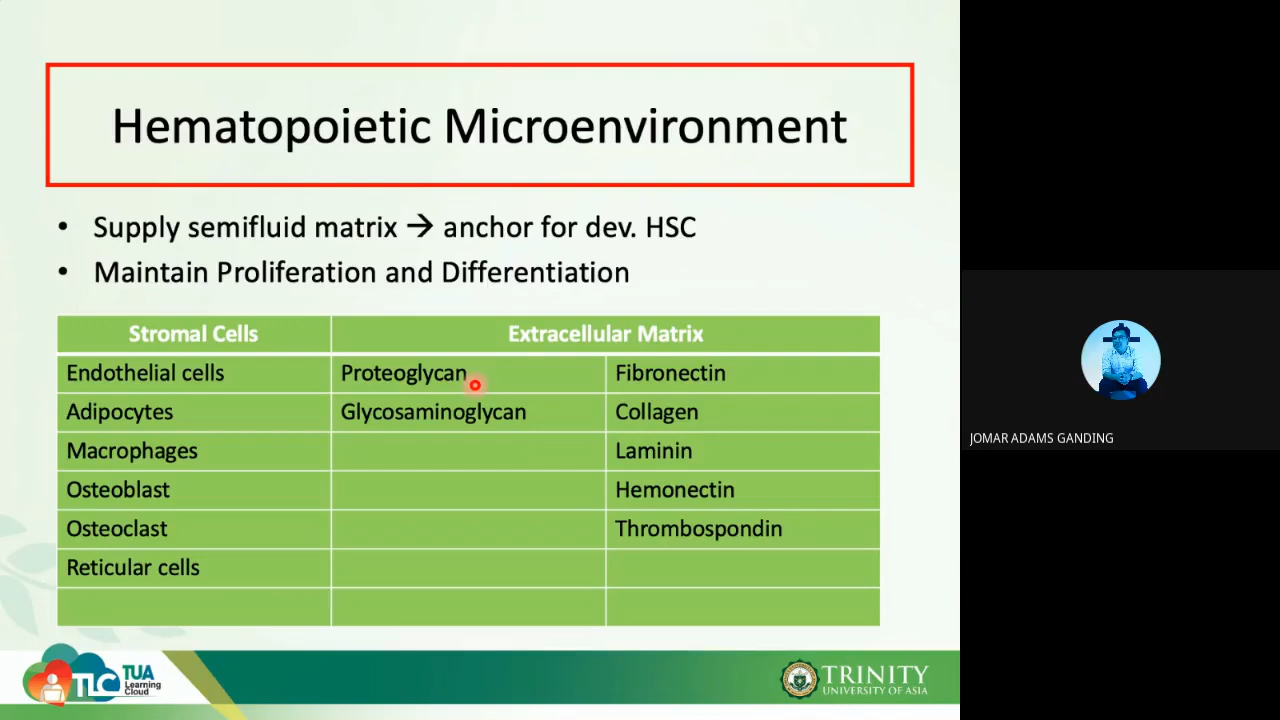 Hematopoietic Microenvironment
• Supply semifluid matrix → anchor for dev. HSC
• Maintain Proliferation and Differentiation
Stromal Cells Extracellular Matrix
Endothelial cells Proteoglycan Fibronectin
Adipocytes Glycosaminoglycan Collagen
Macrophages Laminin
Osteoblast Hemonectin
Osteoclast Thrombospondin
Reticular cells
TLC TUA
Learning
Cloud
TRINITY
UNIVERSITY OF ASIA
JOMAR ADAMS GANDING